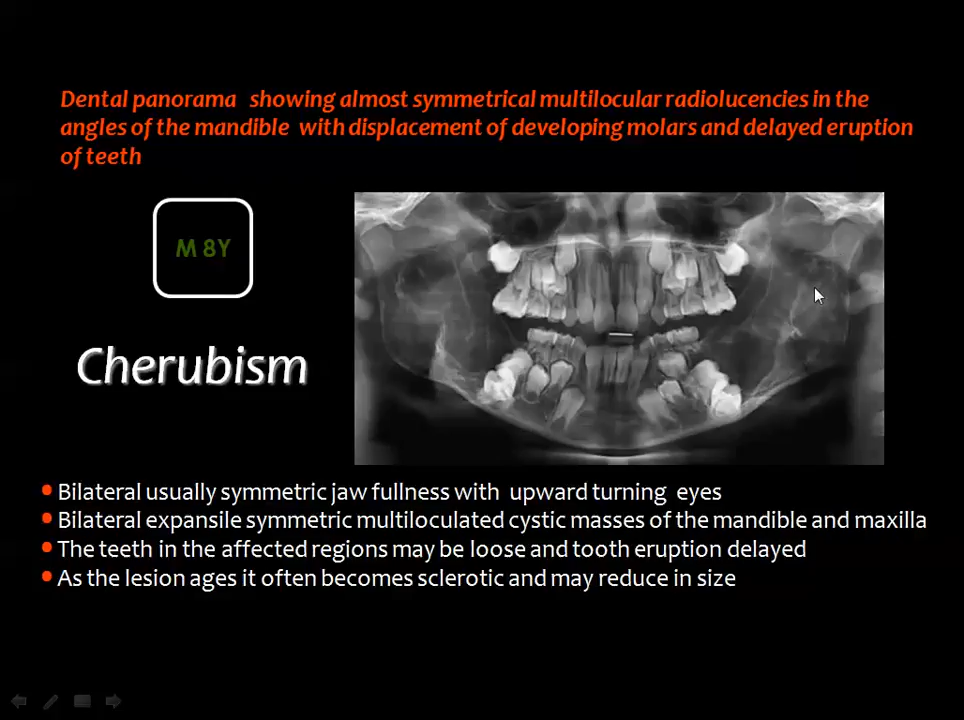 Dental panorama showing almost symmetrical multilocular radiolucencies in the
angles of the mandible with displacement of developing molars and delayed eruption
of teeth
M 8Y
Cherubism
• Bilateral usually symmetric jaw fullness with upward turning eyes
• Bilateral expansile symmetric multiloculated cystic masses of the mandible and maxilla
• The teeth in the affected regions may be loose and tooth eruption delayed
• As the lesion ages it often becomes sclerotic and may reduce in size